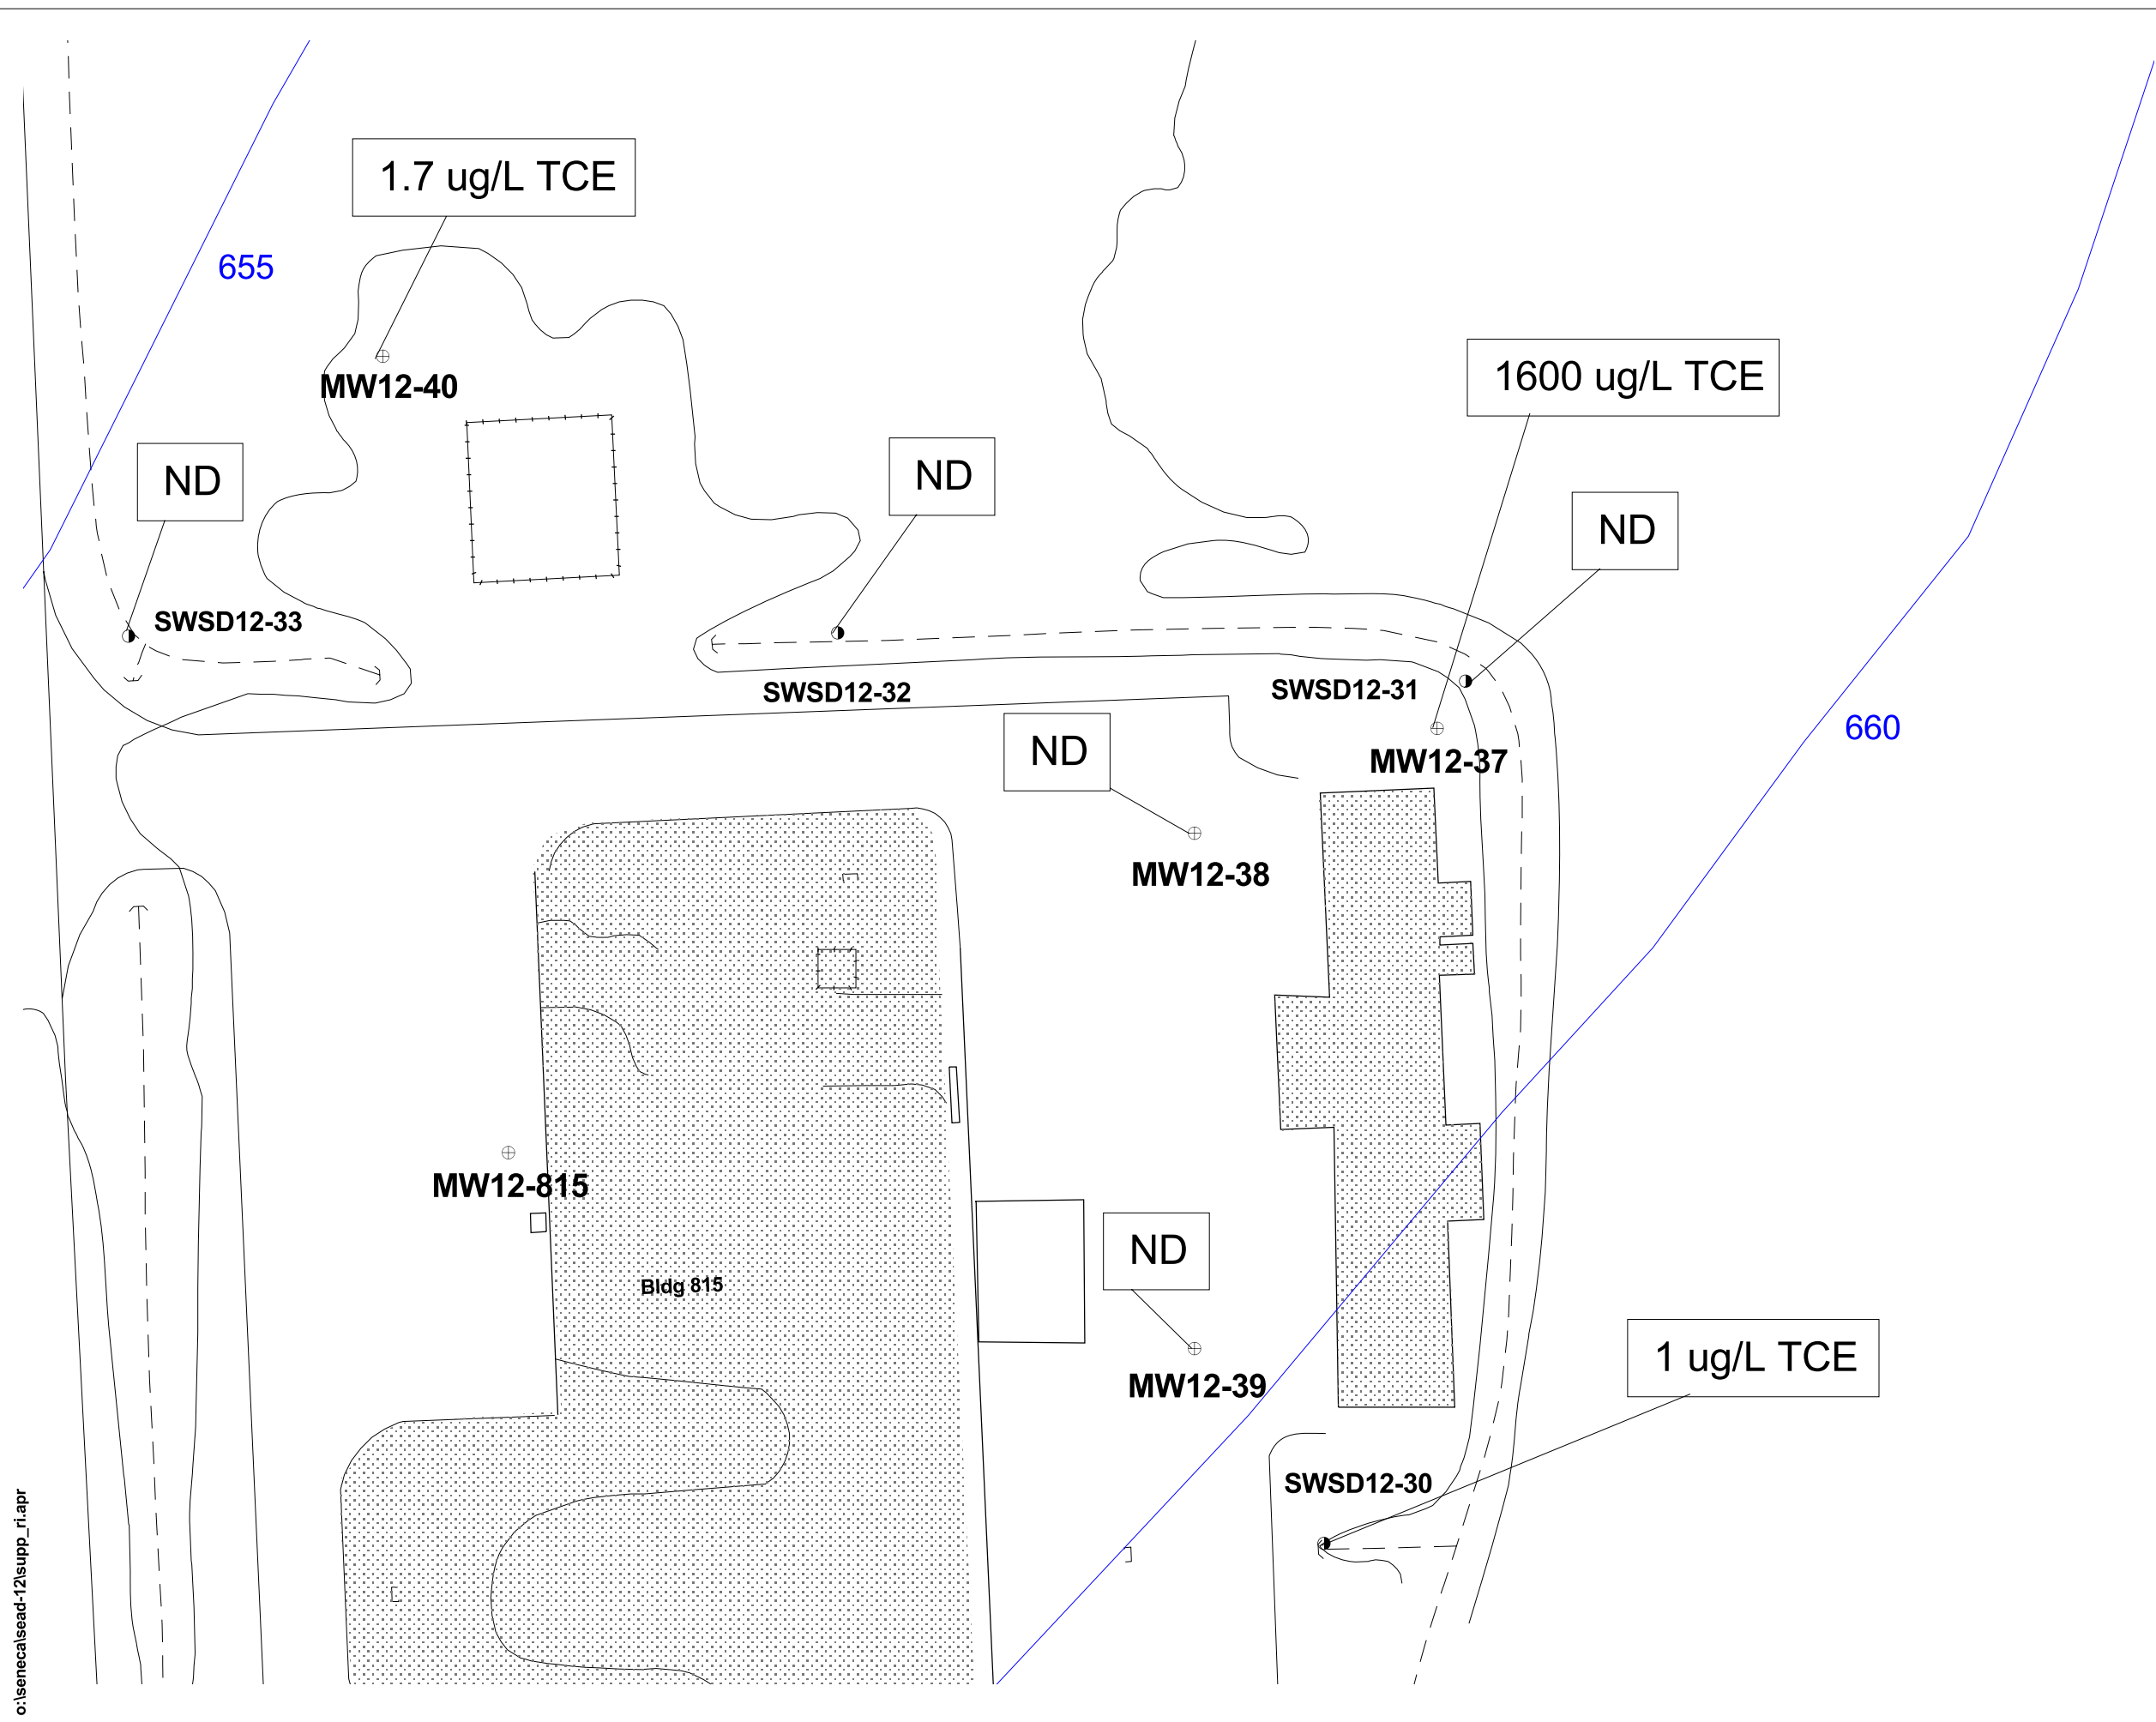 1.7 ug/L TCE
655
1600 ug/L TCE
MW12-40
ND
ND
ND
SWSD12-33
SWSD12-32
SWSD12-31
660
ND
MW12-37
MW12-38
MW12-815
ND
Bldg 815
1 ug/L TCE
MW12-39
SWSD12-30
o:\seneca\sead-12\supp_ri.apr